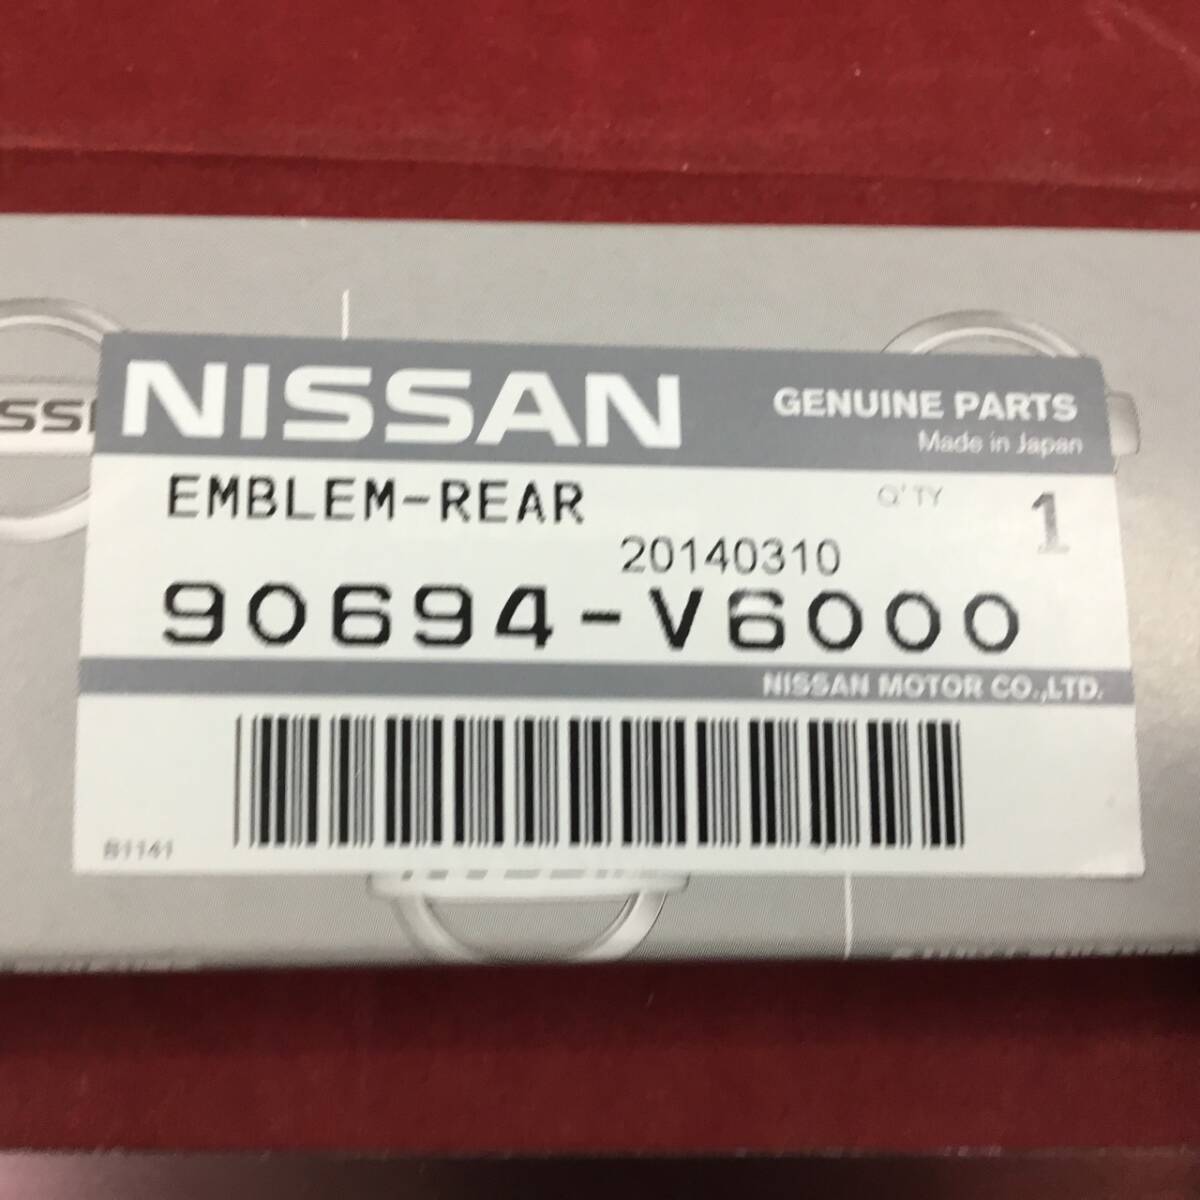 NISSAN
GENUINE PARTS
Made in Japan
EMBLEM-REAR
Q'TY 1
20140310
90694-V6000
NISSAN MOTOR CO.,LTD.
B1141